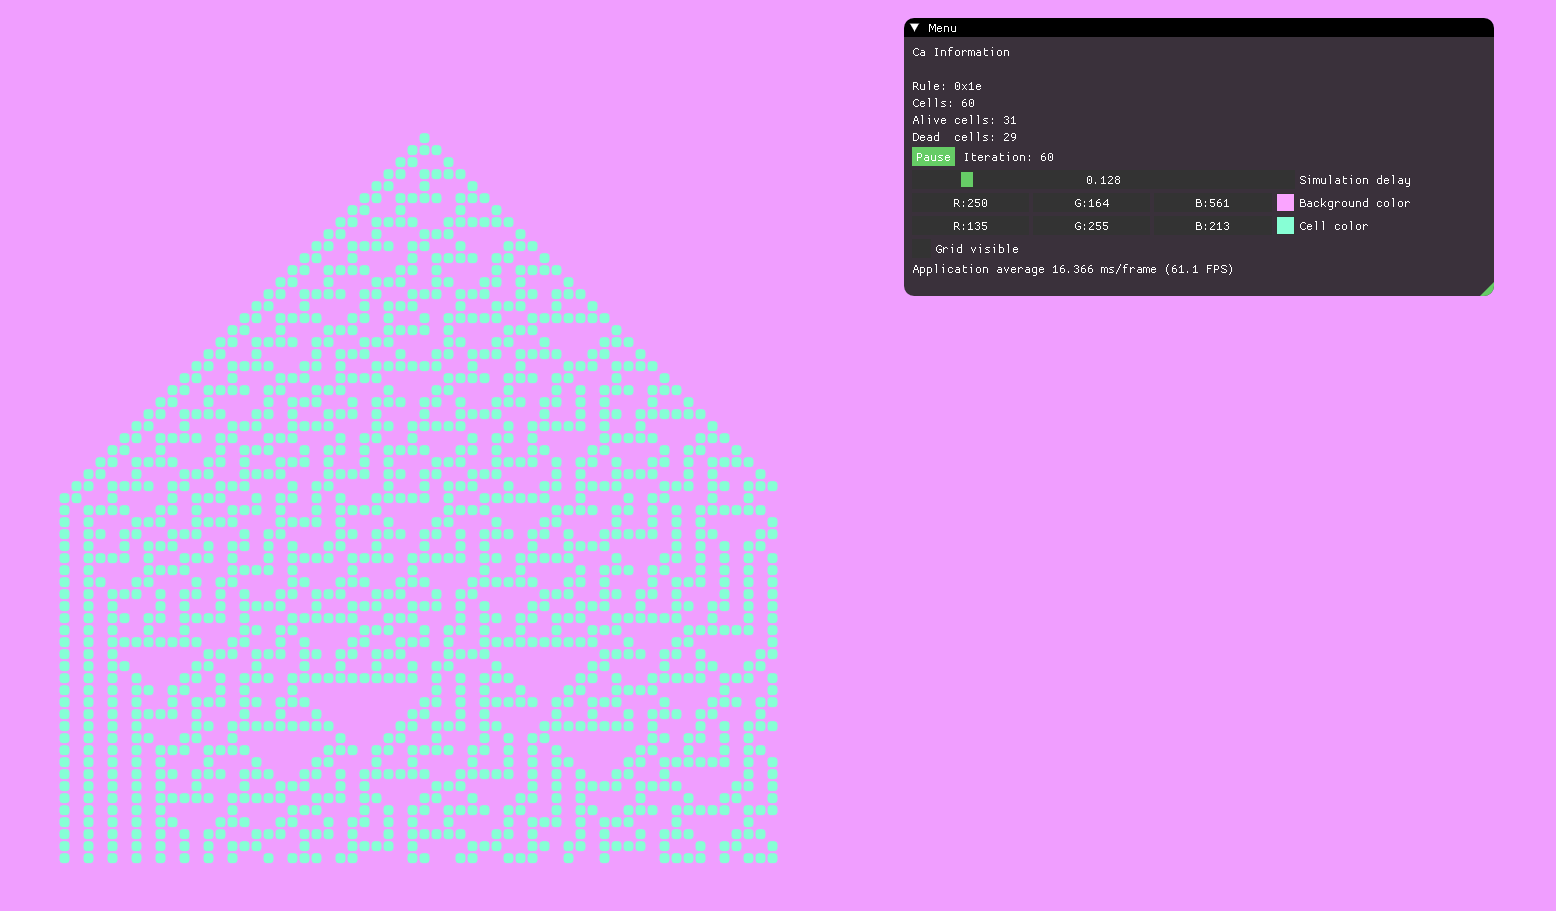 Menu
Ca Information
Rule: 0x1e
Cells: 60
Alive cells: 31
Dead  cells: 29
Pause Iteration: 60
0.128 Simulation delay
R:250 G:164 B:561 Background color
R:135 G:255 B:213 Cell color
Grid visible
Application average 16.366 ms/frame (61.1 FPS)